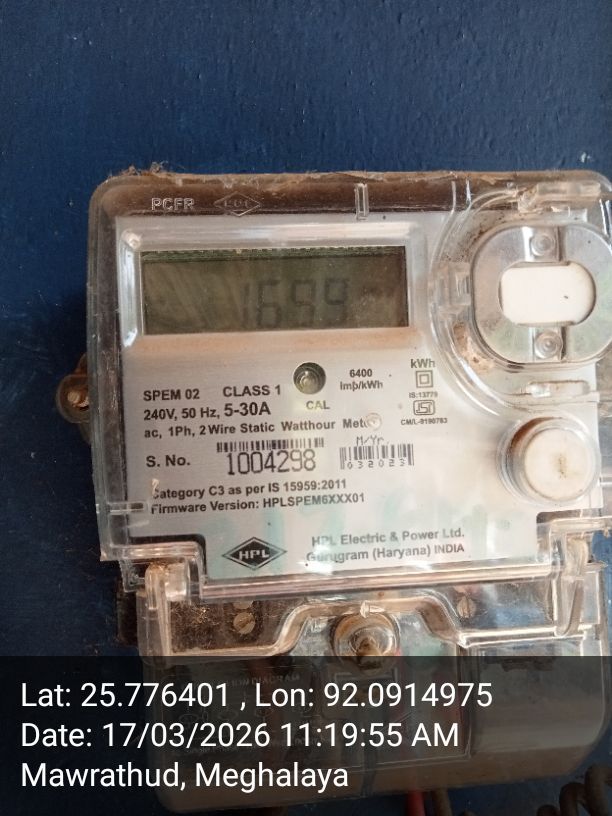 PCFR
1699
SPEM 02 CLASS 1
240V, 50 Hz, 5-30A
CAL
6400
Imp/kWh
kWh
IS:13779
CM/L-8190783
ac, 1Ph, 2 Wire Static Watthour Meter
M/Yr.
S. No. 1004298
032023
Category C3 as per IS 15959:2011
Firmware Version: HPLSPEM6XXX01
HPL
HPL Electric & Power Ltd.
Gurugram (Haryana) INDIA
Lat: 25.776401 , Lon: 92.0914975
Date: 17/03/2026 11:19:55 AM
Mawrathud, Meghalaya